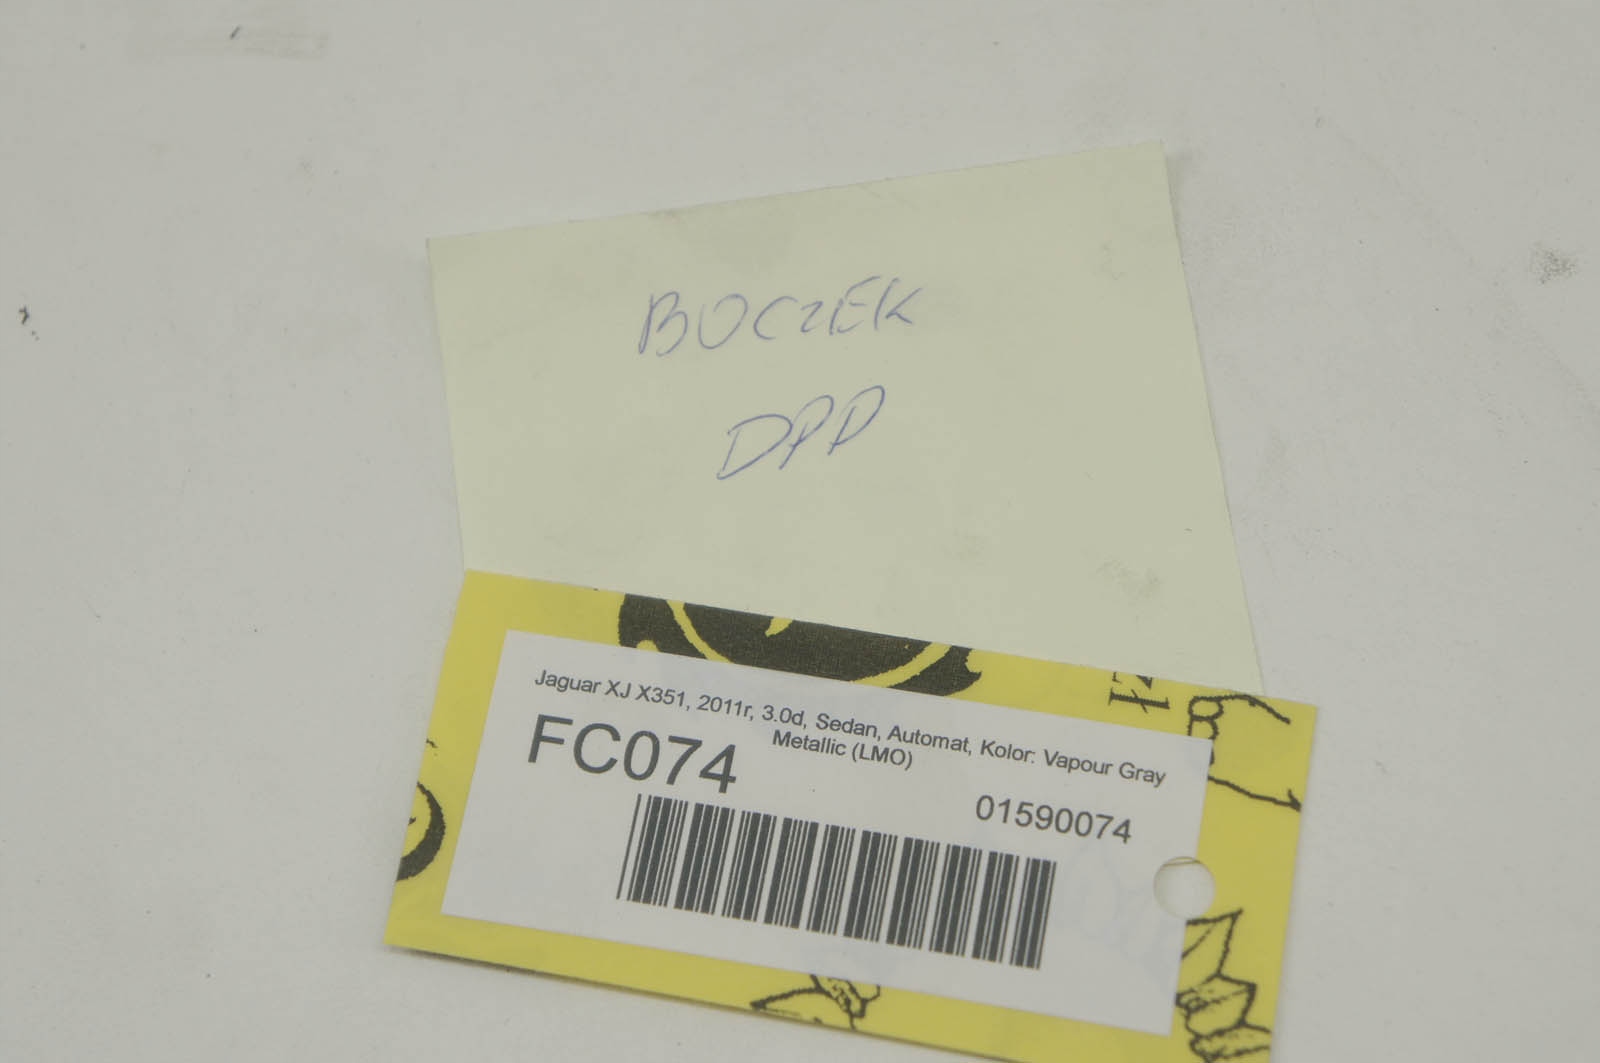 BOCZEK
DPP
Jaguar XJ X351, 2011r, 3.0d, Sedan, Automat, Kolor: Vapour Gray
Metallic (LMO)
FC074
01590074